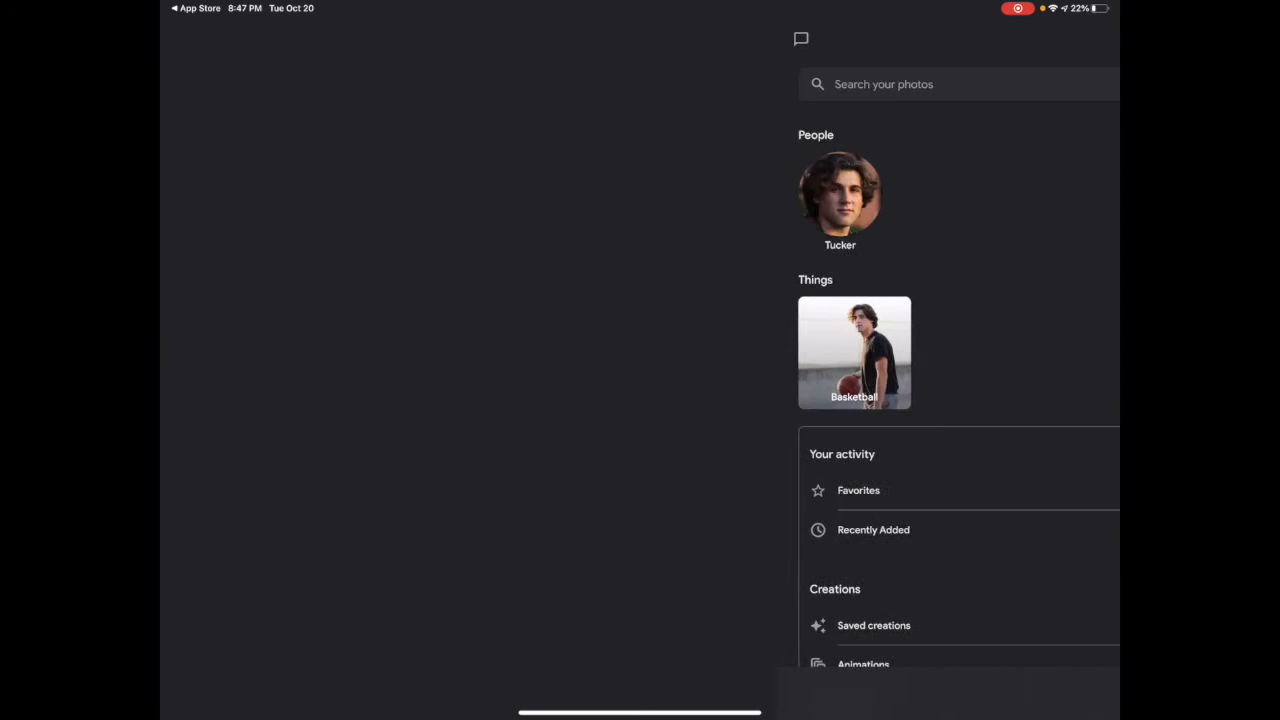 App Store 8:47 PM Tue Oct 20
22%
Search your photos
People
Tucker
Things
Basketball
Your activity
Favorites
Recently Added
Creations
Saved creations
Animations